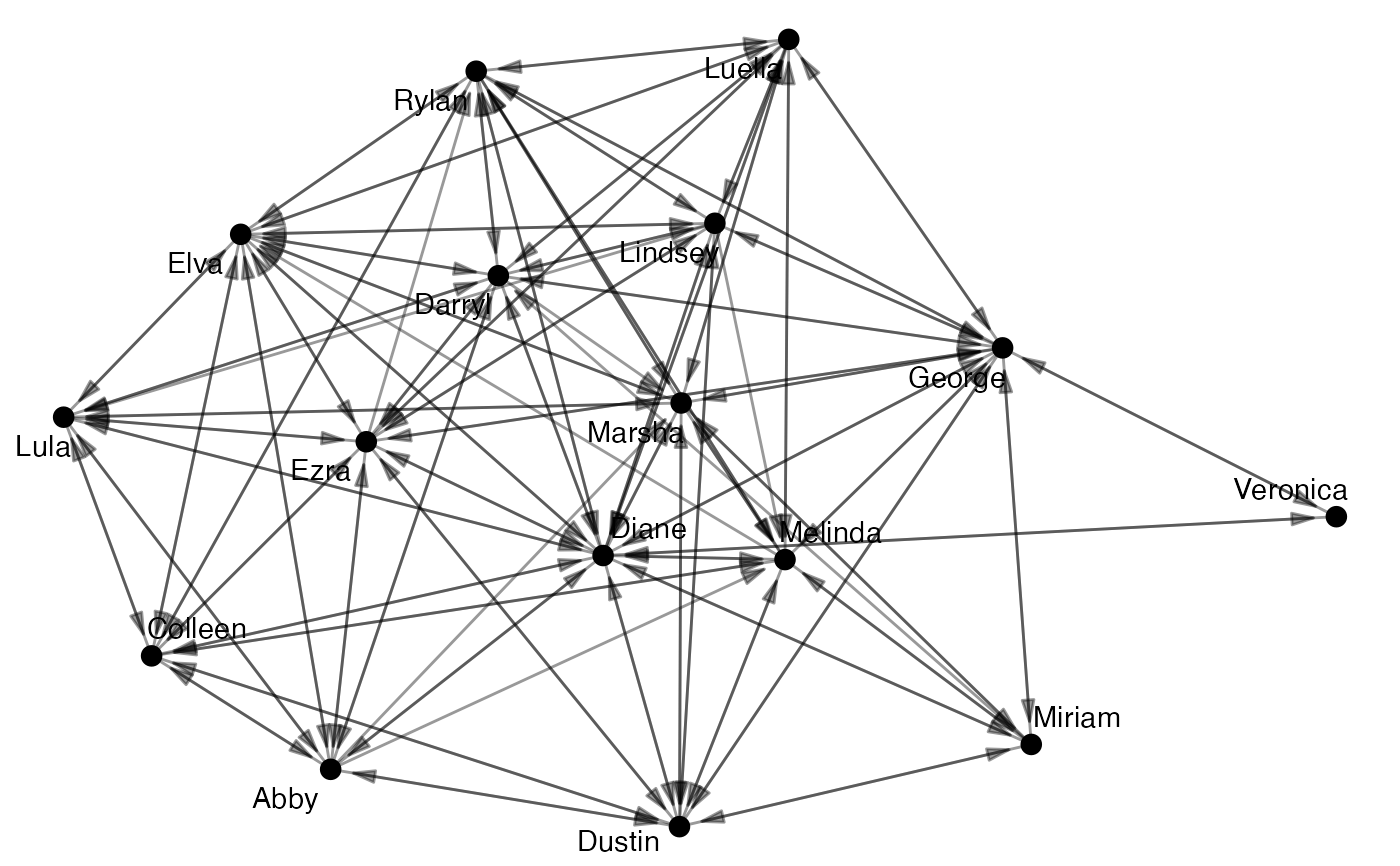 Luella
Rylan
Lindsey
Elva
Darryl
George
Marsha
Lula
Ezra
Veronica
Diane
Melinda
Colleen
Miriam
Abby
Dustin